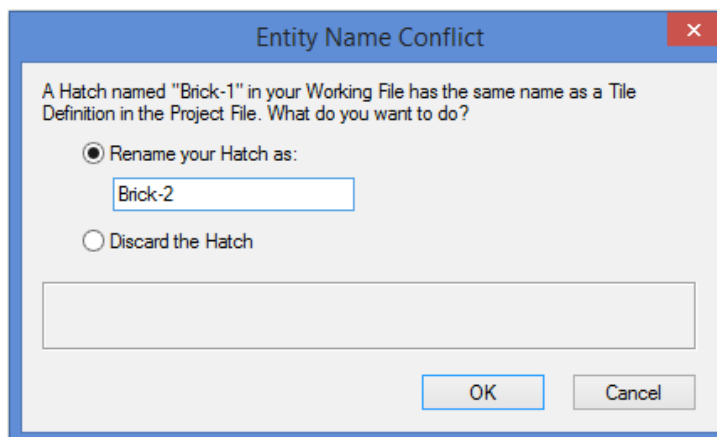 Entity Name Conflict
A Hatch named "Brick-1" in your Working File has the same name as a Tile
Definition in the Project File. What do you want to do?
Rename your Hatch as:
Brick-2
Discard the Hatch
OK
Cancel